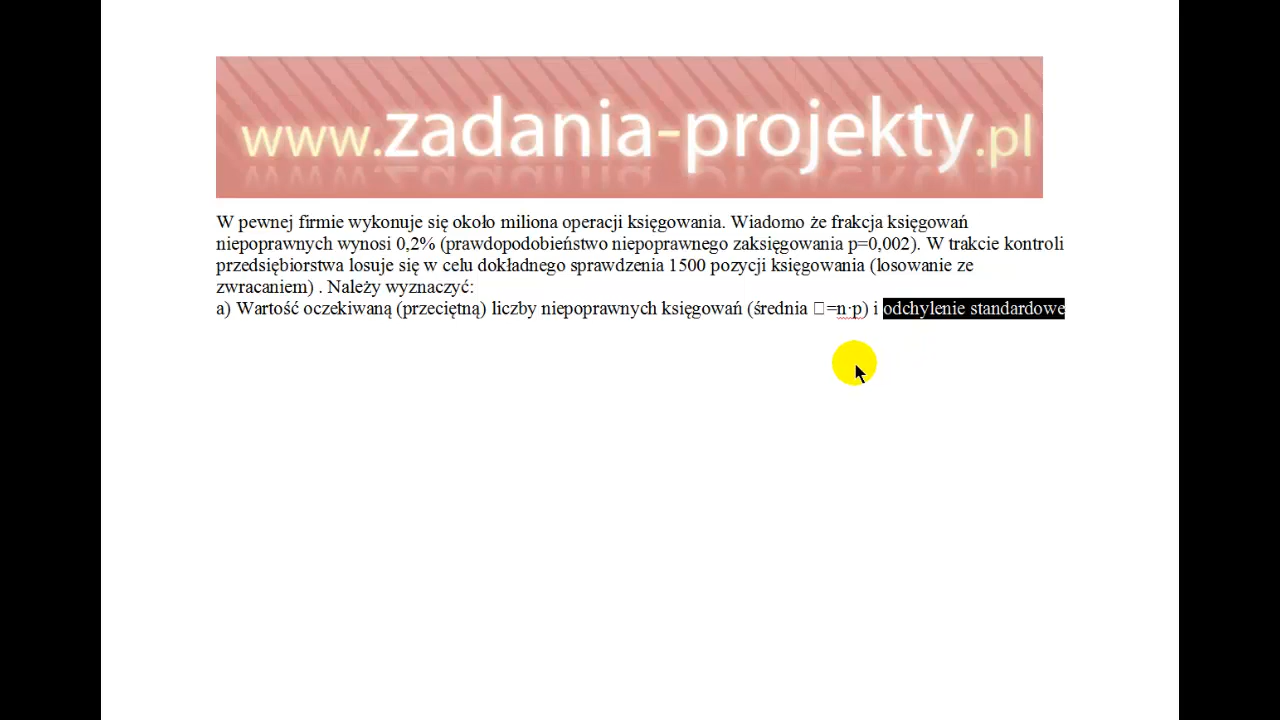 www.zadania-projekty.pl
W pewnej firmie wykonuje się około miliona operacji księgowania. Wiadomo że frakcja księgowań
niepoprawnych wynosi 0,2% (prawdopodobieństwo niepoprawnego zaksięgowania p=0,002). W trakcie kontroli
przedsiębiorstwa losuje się w celu dokładnego sprawdzenia 1500 pozycji księgowania (losowanie ze
zwracaniem) . Należy wyznaczyć:
a) Wartość oczekiwaną (przeciętną) liczby niepoprawnych księgowań (średnia □=n·p) i odchylenie standardowe